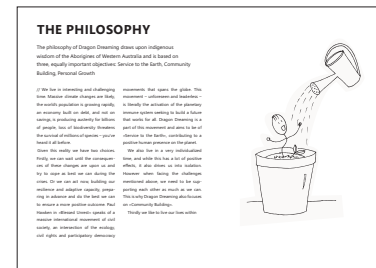 THE PHILOSOPHY
The philosophy of Dragon Dreaming draws upon indigenous
wisdom of the Aborigines of Western Australia and is based on
three, equally important objectives: Service to the Earth, Community
Building, Personal Growth
// We live in interesting and challenging
time. Massive climate changes are likely,
the world's population is growing rapidly,
an economy built on debt, and not on
savings, is producing austerity for billions
of people; loss of biodiversity threatens
the survival of millions of species – you've
heard it all before.
Given this reality we have two choices.
Firstly, we can wait until the consequen-
ces of these changes are upon us and
try to cope as best we can during the
crises. Or we can act now, building our
resilience and adaptive capacity, prepa-
ring in advance and do the best we can
to ensure a more positive outcome. Paul
Hawken in »Blessed Unrest« speaks of a
massive international movement of civil
society, an intersection of the ecology,
civil rights and participatory democracy
movements that spans the globe. This
movement – unforeseen and leaderless –
is literally the activation of the planetary
immune system seeking to build a future
that works for all. Dragon Dreaming is a
part of this movement and aims to be of
»Service to the Earth«, contributing to a
positive human presence on the planet.
We also live in a very individualized
time, and while this has a lot of positive
effects, it also drives us into isolation.
However when facing the challenges
mentioned above, we need to be sup-
porting each other as much as we can.
This is why Dragon Dreaming also focuses
on »Community Building«.
Thirdly we like to live our lives within